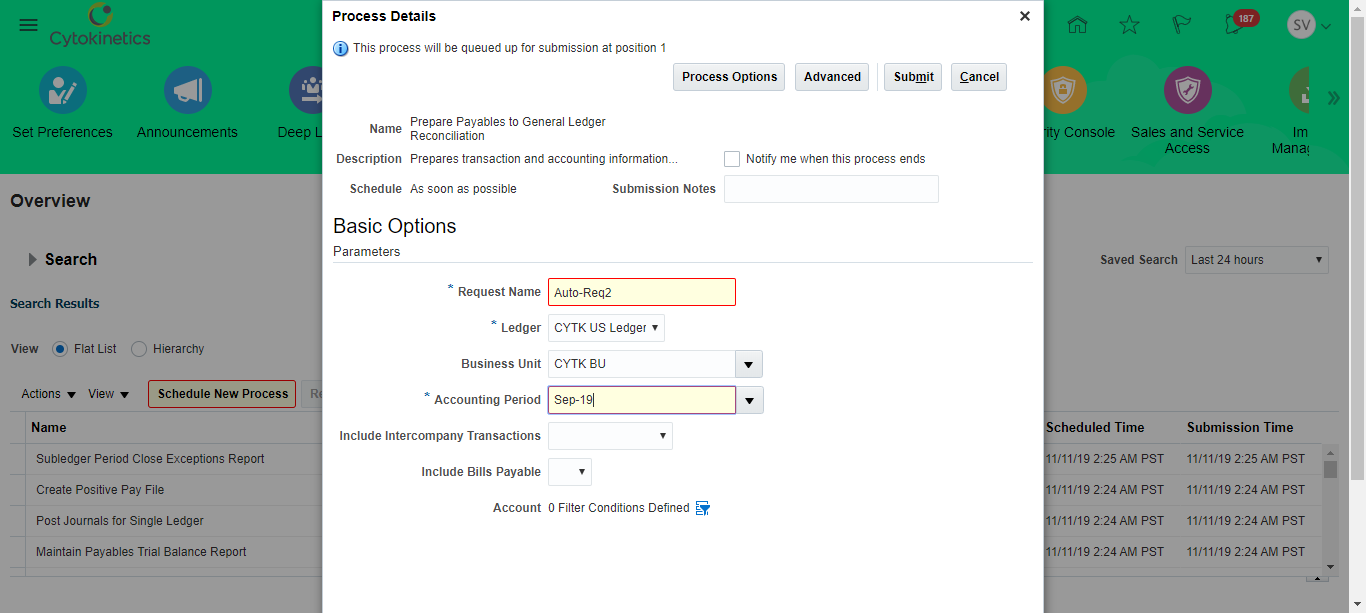 Process Details
This process will be queued up for submission at position 1
Process Options
Advanced
Submit
Cancel
Name Prepare Payables to General Ledger
Reconciliation
Description Prepares transaction and accounting information...
Notify me when this process ends
Schedule As soon as possible
Submission Notes
Basic Options
Parameters
* Request Name Auto-Req2
* Ledger CYTK US Ledger
Business Unit CYTK BU
* Accounting Period Sep-19
Include Intercompany Transactions
Include Bills Payable
Account 0 Filter Conditions Defined
Cytokinetics
187
SV
Set Preferences
Announcements
Deep L
rity Console
Sales and Service
Access
Im
Manag
Overview
Search
Saved Search Last 24 hours
Search Results
View Flat List Hierarchy
Actions View Schedule New Process Re
Name Scheduled Time Submission Time
Subledger Period Close Exceptions Report 11/11/19 2:25 AM PST 11/11/19 2:25 AM PST
Create Positive Pay File 11/11/19 2:24 AM PST 11/11/19 2:24 AM PST
Post Journals for Single Ledger 11/11/19 2:24 AM PST 11/11/19 2:24 AM PST
Maintain Payables Trial Balance Report 11/11/19 2:24 AM PST 11/11/19 2:24 AM PST